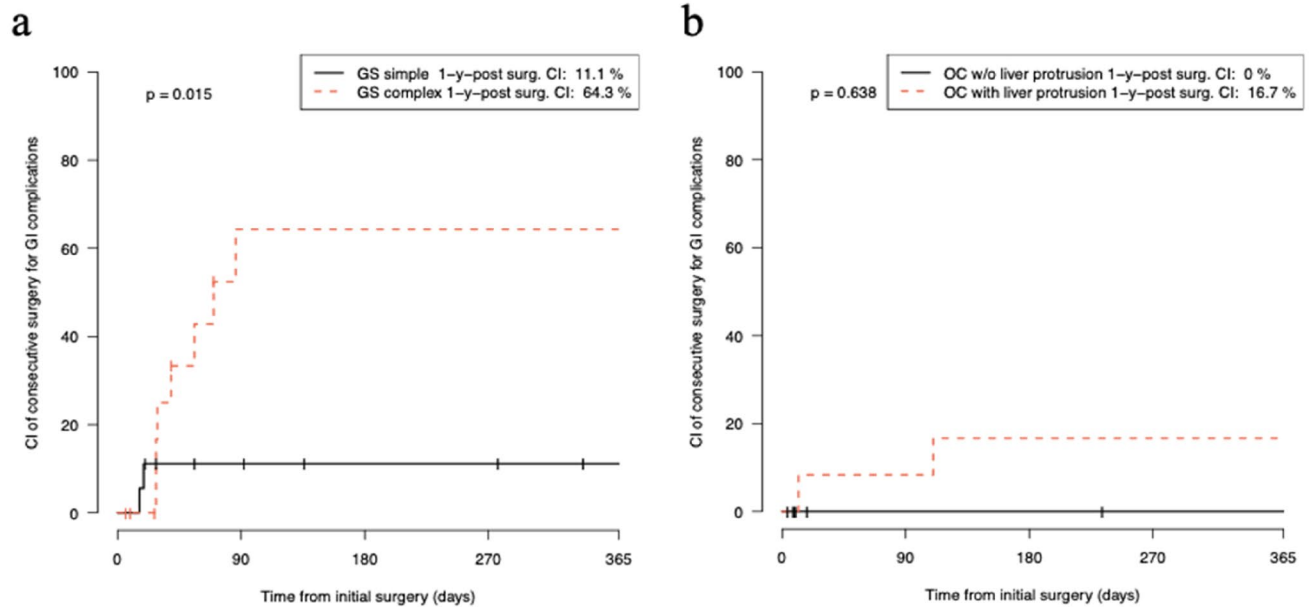 a
GS simple 1-y-post surg. CI: 11.1 %
GS complex 1-y-post surg. CI: 64.3 %
p = 0.015
CI of consecutive surgery for GI complications
100
80
60
40
20
0
0 90 180 270 365
Time from initial surgery (days)
b
OC w/o liver protrusion 1-y-post surg. CI: 0 %
OC with liver protrusion 1-y-post surg. CI: 16.7 %
p = 0.638
CI of consecutive surgery for GI complications
100
80
60
40
20
0
0 90 180 270 365
Time from initial surgery (days)